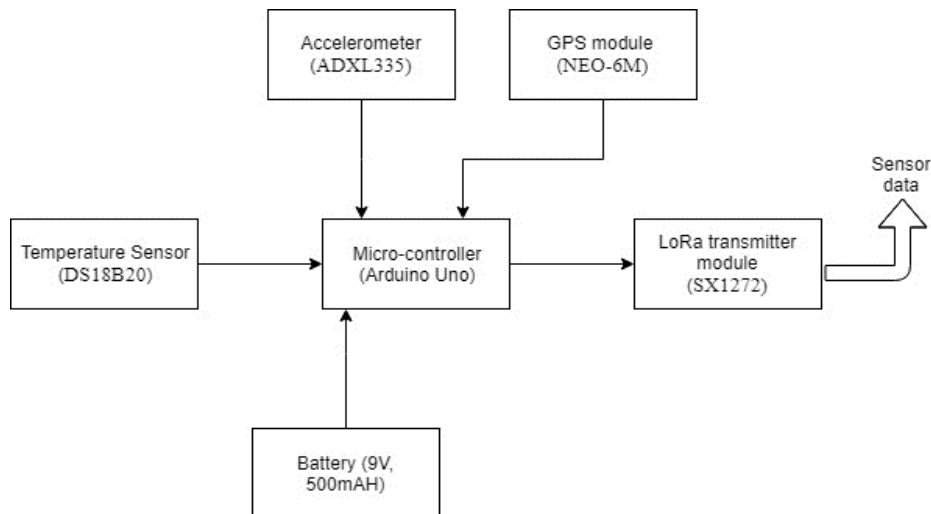 Accelerometer
(ADXL335)
GPS module
(NEO-6M)
Sensor
data
Temperature Sensor
(DS18B20)
Micro-controller
(Arduino Uno)
LoRa transmitter
module
(SX1272)
Battery (9V,
500mAH)